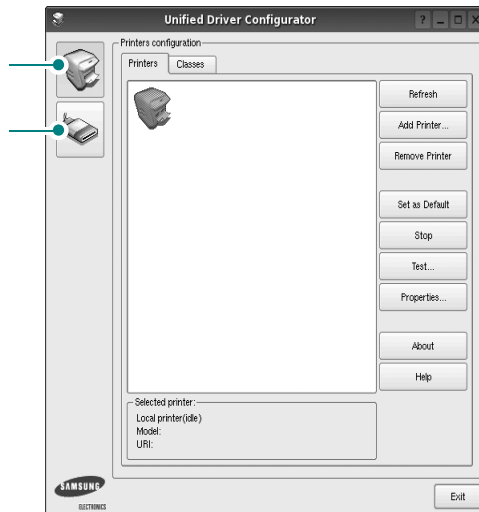 Unified Driver Configurator
Printers configuration
Printers
Classes
Refresh
Add Printer...
Remove Printer
Set as Default
Stop
Test...
Properties...
About
Help
Selected printer:
Local printer(idle)
Model:
URI:
SAMSUNG
ELECTRONICS
Exit